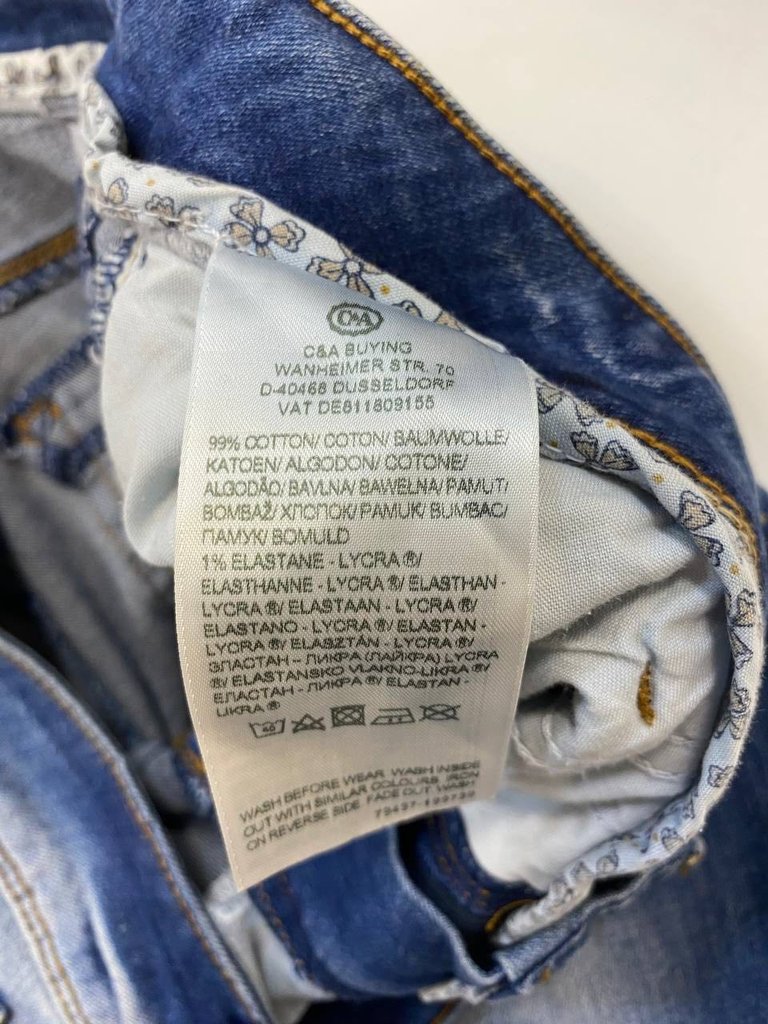 C&A
C&A BUYING
WANHEIMER STR. 70
D-40468 DUSSELDORF
VAT DE811809155
99% COTTON/ COTON/ BAUMWOLLE/
KATOEN/ ALGODON/ COTONE/
ALGODÃO/ BAVLNA/ BAWEŁNA/ PAMUT/
BOMBAŽ/ ХЛОПОК/ PAMUK/ BUMBAC/
ПАМУК/ BOMULD
1% ELASTANE - LYCRA ®/
ELASTHANNE - LYCRA ®/ ELASTHAN -
LYCRA ®/ ELASTAAN - LYCRA ®/
ELASTANO - LYCRA ®/ ELASTAN -
LYCRA ®/ ELASZTÁN - LYCRA ®/
ЭЛАСТАН - ЛИКРА (ЛАЙКРА) LYCRA
®/ ELASTANSKO VLAKNO-LIKRA ®/
ЕЛАСТАН - ЛИКРА ®/ ELASTAN -
LIKRA ®
40
WASH BEFORE WEAR WASH INSIDE
OUT WITH SIMILAR COLOURS IRON
ON REVERSE SIDE FADE OUT WASH